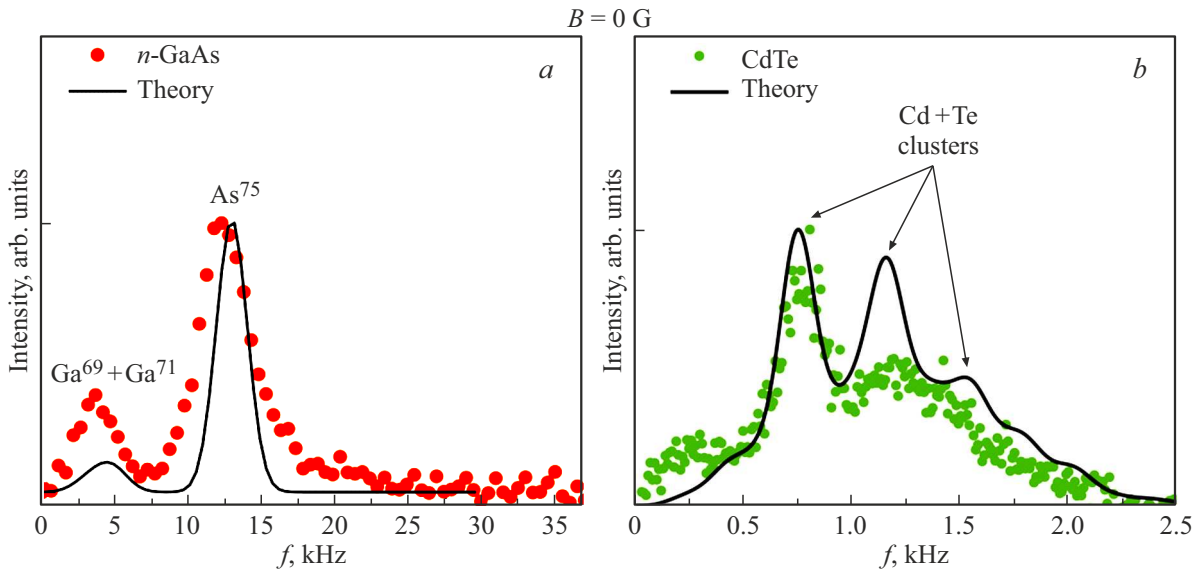 B = 0 G
n-GaAs
Theory
a
As⁷⁵
Ga⁶⁹ + Ga⁷¹
Intensity, arb. units
0 5 10 15 20 25 30 35
f, kHz
CdTe
Theory
b
Cd + Te
clusters
Intensity, arb. units
0 0.5 1.0 1.5 2.0 2.5
f, kHz